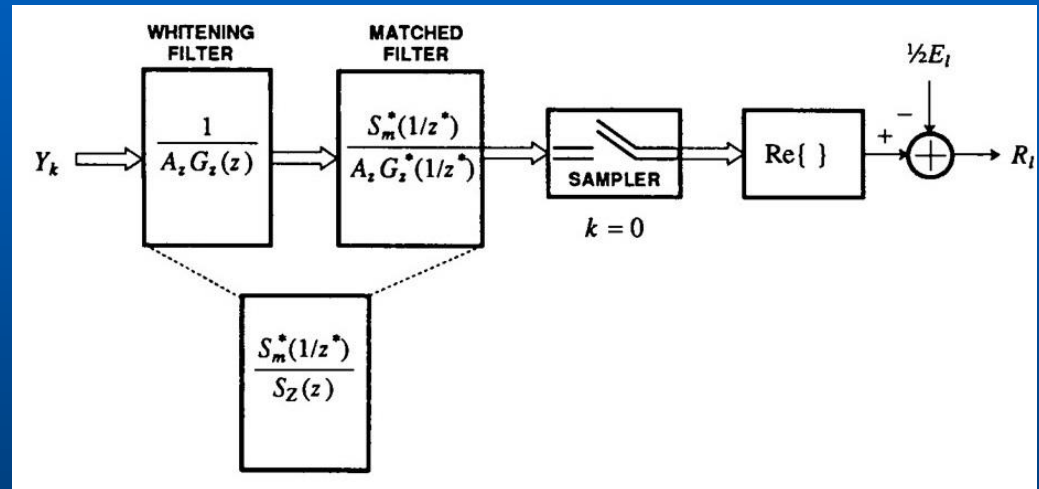 WHITENING
FILTER
MATCHED
FILTER
½E_l
Y_k
1
A_z G_z(z)
S_m^*(1/z^*)
A_z G_z^*(1/z^*)
SAMPLER
k = 0
Re{ }
+
−
R_l
S_m^*(1/z^*)
S_Z(z)